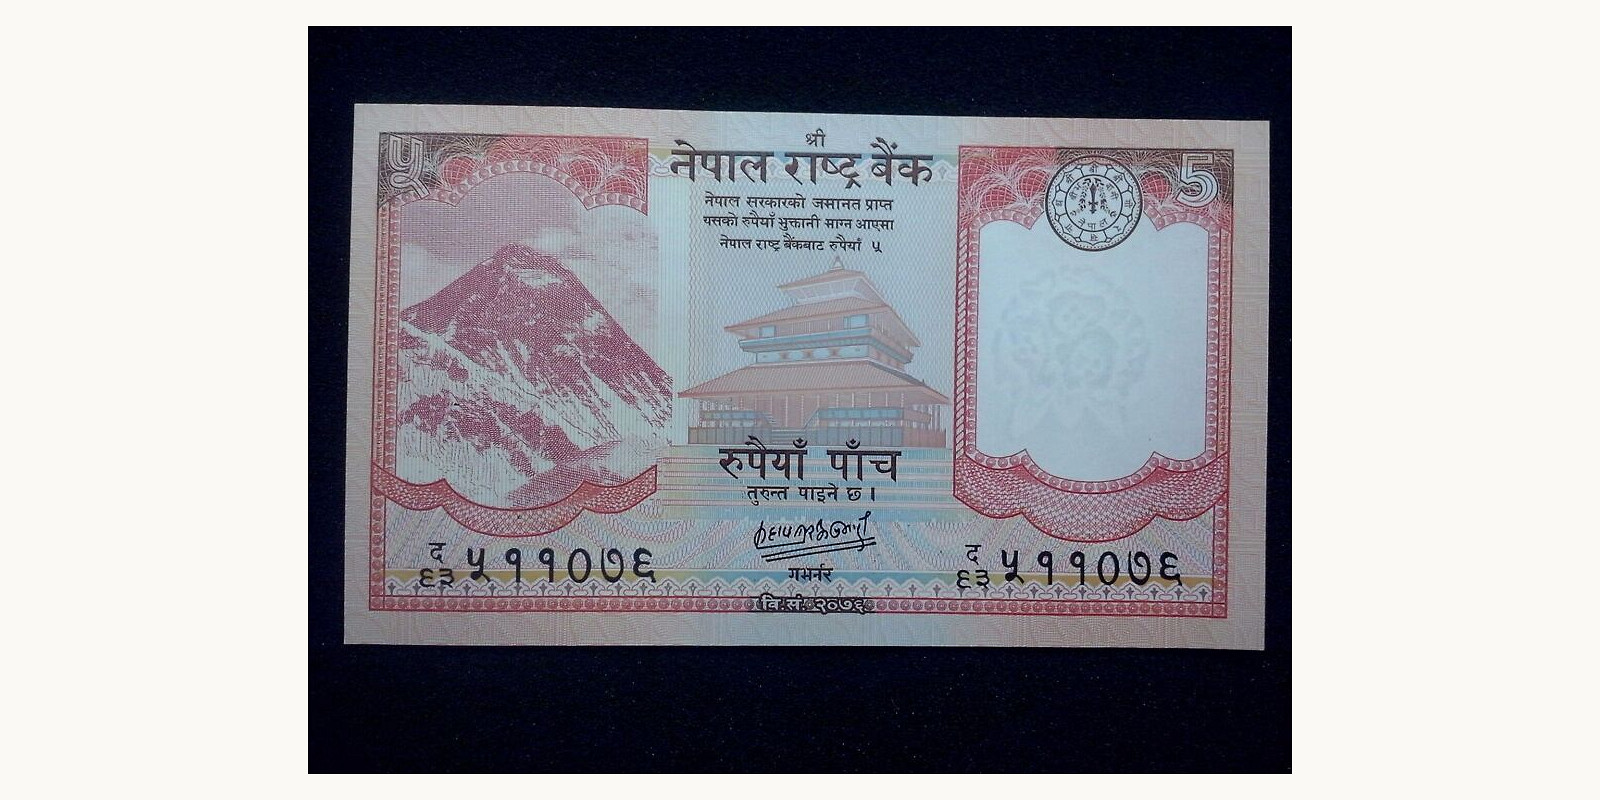 श्री
नेपाल राष्ट्र बैंक
५
5
नेपाल सरकारको जमानत प्राप्त
यसको रुपैयाँ भुक्तानी माग्न आएमा
नेपाल राष्ट्र बैंकबाट रुपैयाँ ५
रुपैयाँ पाँच
तुरुन्त पाइने छ ।
द
६३ ५११०७६
द
६३ ५११०७६
गभर्नर
वि.सं. २०७६